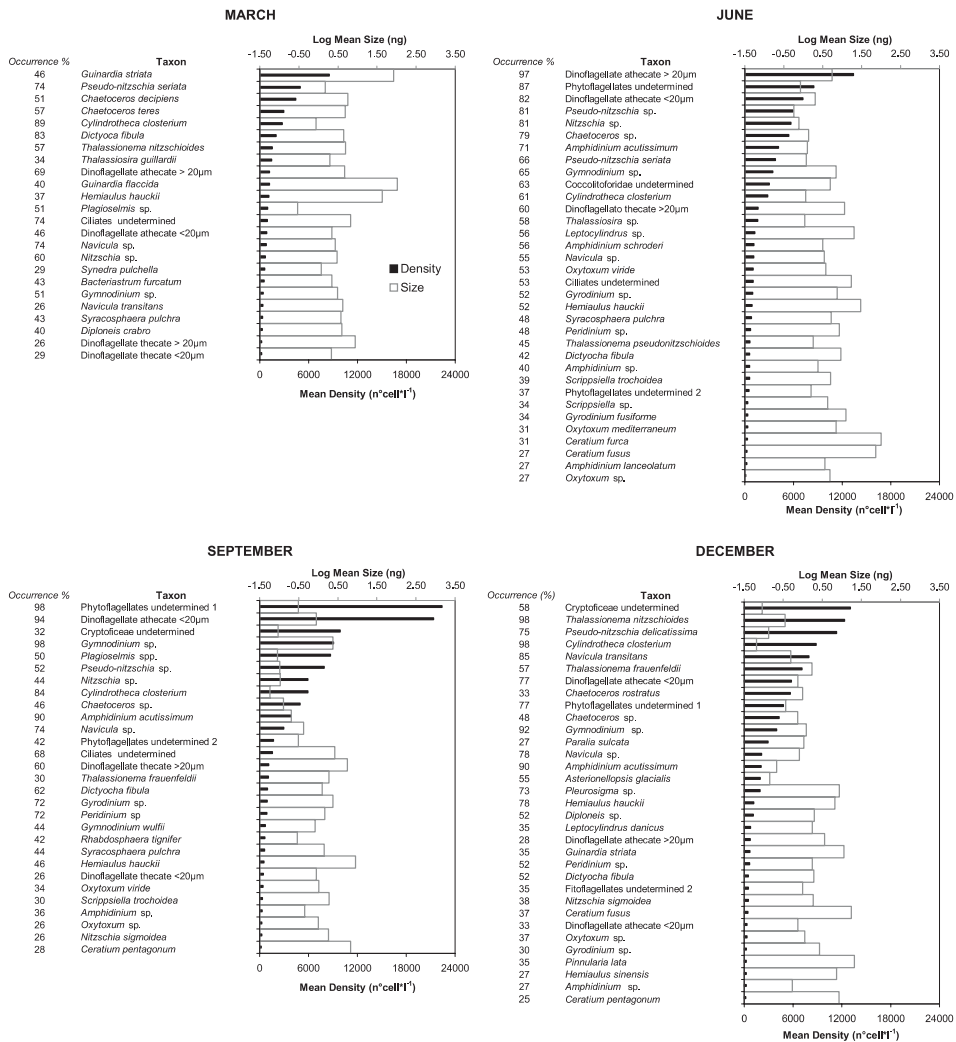 MARCH
Log Mean Size (ng)
-1.50 -0.50 0.50 1.50 2.50 3.50
Occurrence % Taxon
46 Guinardia striata
74 Pseudo-nitzschia seriata
51 Chaetoceros decipiens
57 Chaetoceros teres
89 Cylindrotheca closterium
83 Dictyoca fibula
57 Thalassionema nitzschioides
34 Thalassiosira guillardii
69 Dinoflagellate athecate > 20µm
40 Guinardia flaccida
37 Hemiaulus hauckii
51 Plagioselmis sp.
74 Ciliates undetermined
46 Dinoflagellate athecate <20µm
74 Navicula sp.
60 Nitzschia sp.
29 Synedra pulchella
43 Bacteriastrum furcatum
51 Gymnodinium sp.
26 Navicula transitans
43 Syracosphaera pulchra
40 Diploneis crabro
26 Dinoflagellate thecate > 20µm
29 Dinoflagellate thecate <20µm
Density
Size
0 6000 12000 18000 24000
Mean Density (n°cell*l-1)
JUNE
Log Mean Size (ng)
-1.50 -0.50 0.50 1.50 2.50 3.50
Occurrence % Taxon
97 Dinoflagellate athecate > 20µm
87 Phytoflagellates undetermined
82 Dinoflagellate athecate <20µm
81 Pseudo-nitzschia sp.
81 Nitzschia sp.
79 Chaetoceros sp.
71 Amphidinium acutissimum
66 Pseudo-nitzschia seriata
65 Gymnodinium sp.
63 Coccolitoforidae undetermined
61 Cylindrotheca closterium
60 Dinoflagellato thecate >20µm
58 Thalassiosira sp.
56 Leptocylindrus sp.
56 Amphidinium schroderi
55 Navicula sp.
53 Oxytoxum viride
53 Cilliates undetermined
52 Gyrodinium sp.
52 Hemiaulus hauckii
48 Syracosphaera pulchra
48 Peridinium sp.
45 Thalassionema pseudonitzschioides
42 Dictyocha fibula
40 Amphidinium sp.
39 Scrippsiella trochoidea
37 Phytoflagellates undetermined 2
34 Scrippsiella sp.
34 Gyrodinium fusiforme
31 Oxytoxum mediterraneum
31 Ceratium furca
27 Ceratium fusus
27 Amphidinium lanceolatum
27 Oxytoxum sp.
0 6000 12000 18000 24000
Mean Density (n°cell*l-1)
SEPTEMBER
Log Mean Size (ng)
-1.50 -0.50 0.50 1.50 2.50 3.50
Occurrence % Taxon
98 Phytoflagellates undetermined 1
94 Dinoflagellate athecate <20µm
32 Cryptoficeae undetermined
98 Gymnodinium sp.
50 Plagioselmis spp.
52 Pseudo-nitzschia sp.
44 Nitzschia sp.
84 Cylindrotheca closterium
46 Chaetoceros sp.
90 Amphidinium acutissimum
74 Navicula sp.
42 Phytoflagellates undetermined 2
68 Ciliates undetermined
60 Dinoflagellate thecate >20µm
30 Thalassionema frauenfeldii
62 Dictyocha fibula
72 Gyrodinium sp.
72 Peridinium sp
44 Gymnodinium wulfii
42 Rhabdosphaera tignifer
44 Syracosphaera pulchra
46 Hemiaulus hauckii
26 Dinoflagellate thecate <20µm
34 Oxytoxum viride
30 Scrippsiella trochoidea
36 Amphidinium sp,
26 Oxytoxum sp.
26 Nitzschia sigmoidea
28 Ceratium pentagonum
0 6000 12000 18000 24000
Mean Density (n°cell*l-1)
DECEMBER
Log Mean Size (ng)
-1.50 -0.50 0.50 1.50 2.50 3.50
Occurrence (%) Taxon
58 Cryptoficeae undetermined
98 Thalassionema nitzschioides
75 Pseudo-nitzschia delicatissima
98 Cylindrotheca closterium
85 Navicula transitans
57 Thalassionema frauenfeldii
77 Dinoflagellate athecate <20µm
33 Chaetoceros rostratus
77 Phytoflagellates undetermined 1
48 Chaetoceros sp.
92 Gymnodinium sp.
27 Paralia sulcata
78 Navicula sp.
90 Amphidinium acutissimum
55 Asterionellopsis glacialis
73 Pleurosigma sp.
78 Hemiaulus hauckii
52 Diploneis sp.
35 Leptocylindrus danicus
28 Dinoflagellate athecate >20µm
35 Guinardia striata
52 Peridinium sp.
52 Dictyocha fibula
35 Fitoflagellates undetermined 2
38 Nitzschia sigmoidea
37 Ceratium fusus
33 Dinoflagellate athecate <20µm
37 Oxytoxum sp.
30 Gyrodinium sp.
35 Pinnularia lata
27 Hemiaulus sinensis
27 Amphidinium sp.
25 Ceratium pentagonum
0 6000 12000 18000 24000
Mean Density (n°cell*l-1)